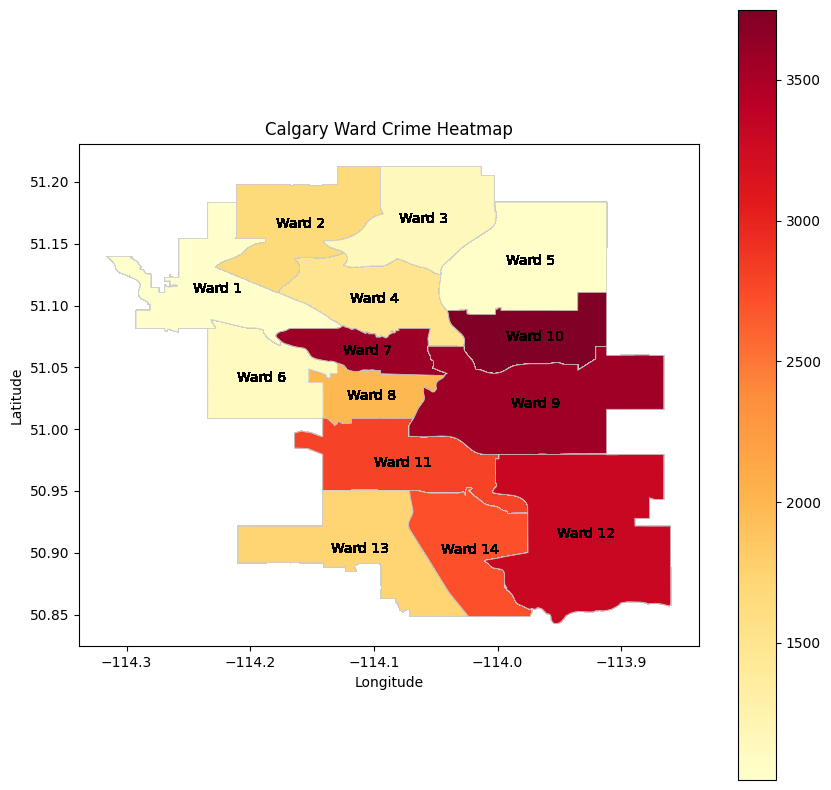 Calgary Ward Crime Heatmap
3500
51.20
Ward 2
Ward 3
3000
51.15
Ward 5
Ward 1
51.10
Ward 4
Ward 10
51.05
Ward 7
2500
Ward 6
Latitude
Ward 8
Ward 9
51.00
Ward 11
2000
50.95
Ward 12
Ward 13
Ward 14
50.90
50.85
1500
−114.3
−114.2
−114.1
−114.0
−113.9
Longitude